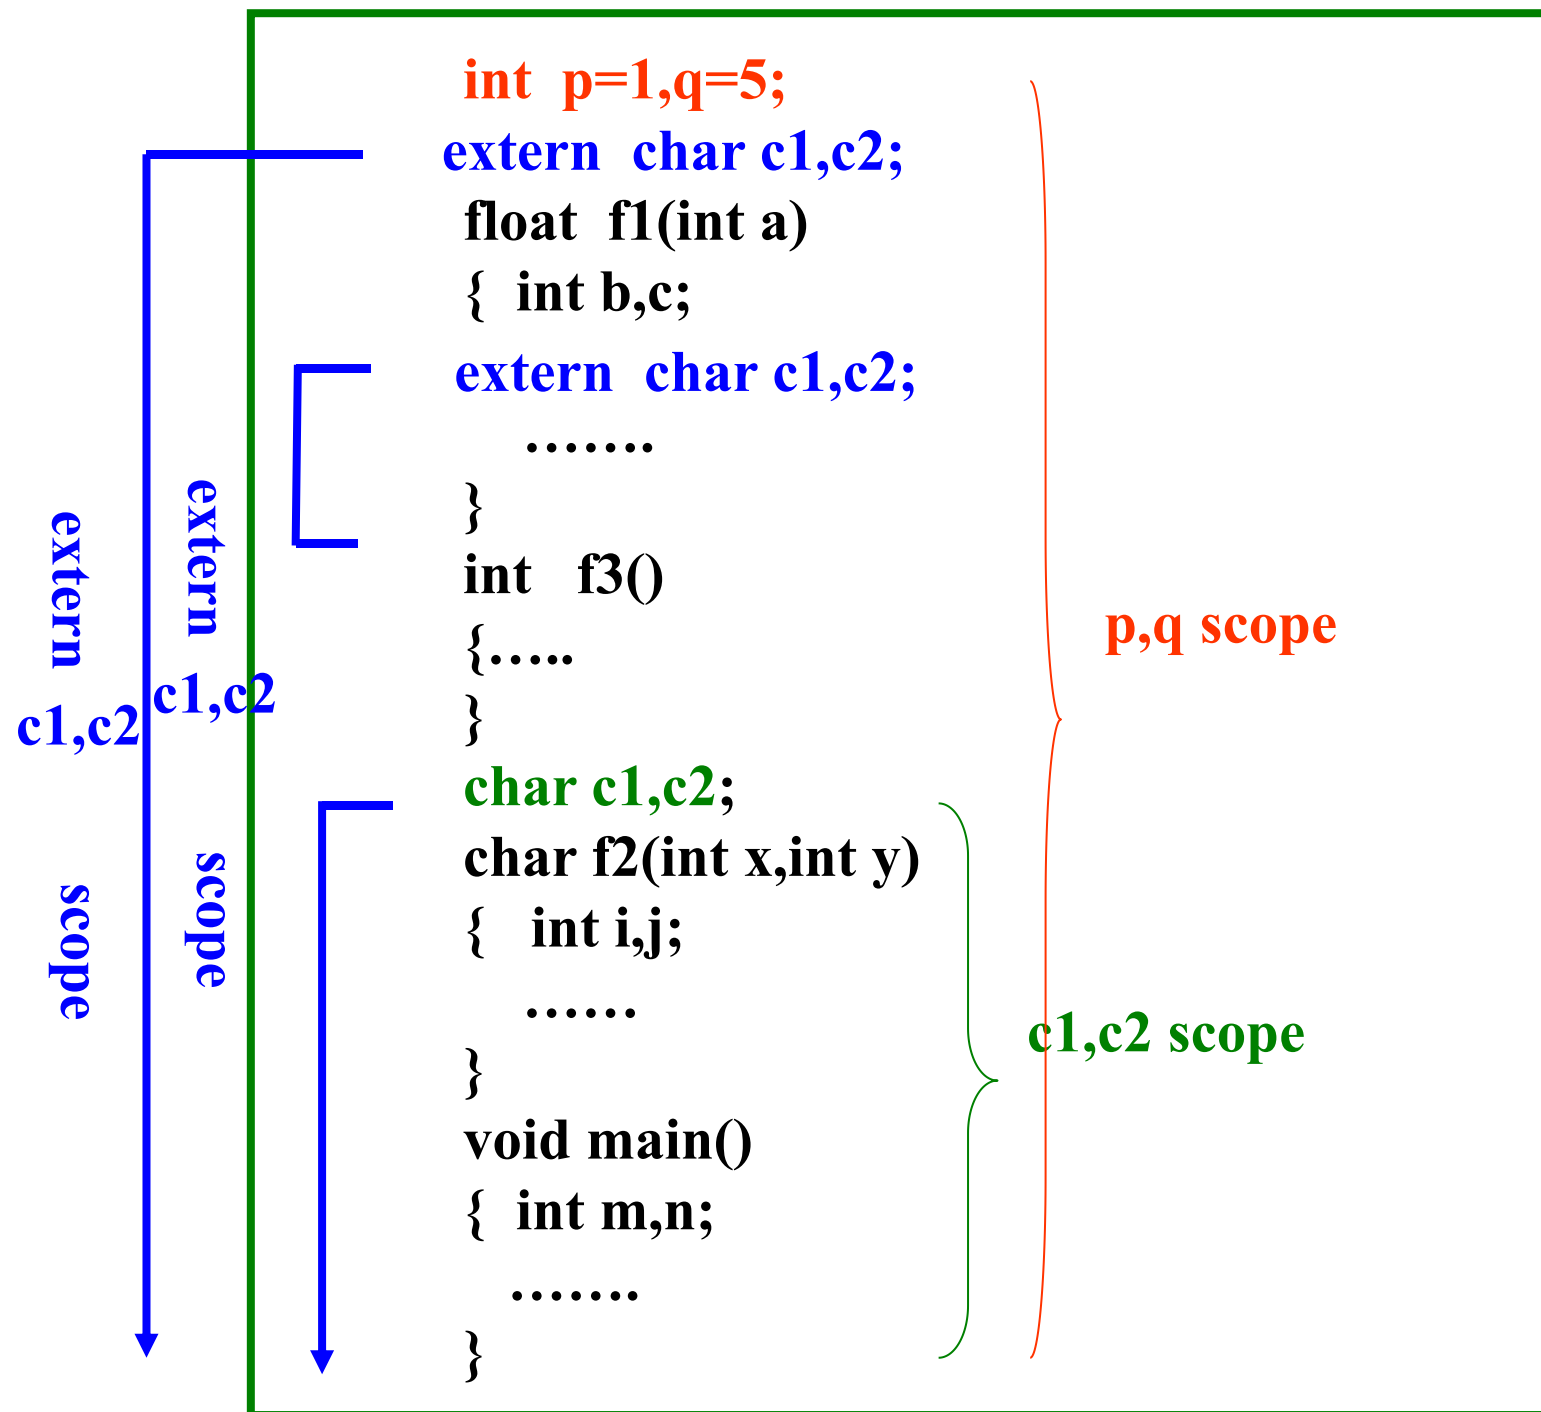 int p=1,q=5;
extern char c1,c2;
float f1(int a)
{ int b,c;
extern char c1,c2;
…….
}
int f3()
{…..
}
char c1,c2;
char f2(int x,int y)
{ int i,j;
……
}
void main()
{ int m,n;
…….
}
extern
c1,c2
scope
extern
c1,c2
scope
p,q scope
c1,c2 scope